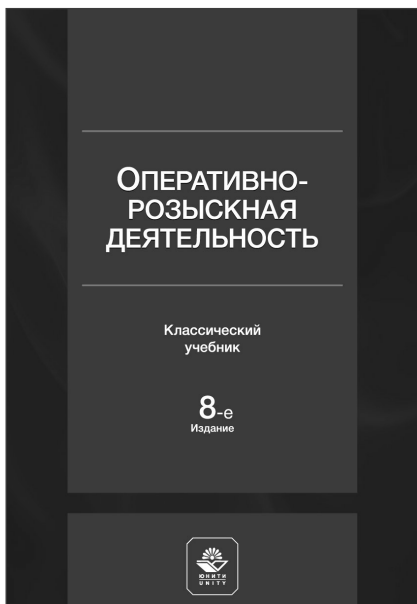 ОПЕРАТИВНО-
РОЗЫСКНАЯ
ДЕЯТЕЛЬНОСТЬ
Классический
учебник
8-е
Издание
ЮНИТИ
UNITY